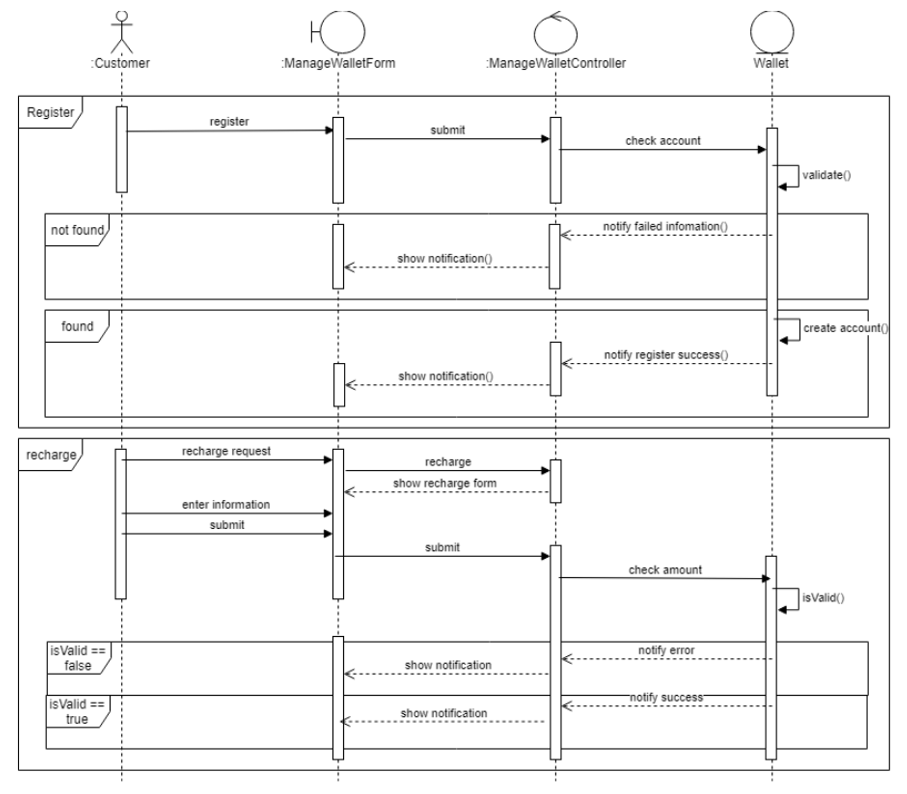 :Customer
:ManageWalletForm
:ManageWalletController
Wallet
Register
register
submit
check account
validate()
not found
notify failed infomation()
show notification()
found
create account()
notify register success()
show notification()
recharge
recharge request
recharge
show recharge form
enter information
submit
submit
check amount
isValid()
isValid ==
false
notify error
show notification
isValid ==
true
notify success
show notification